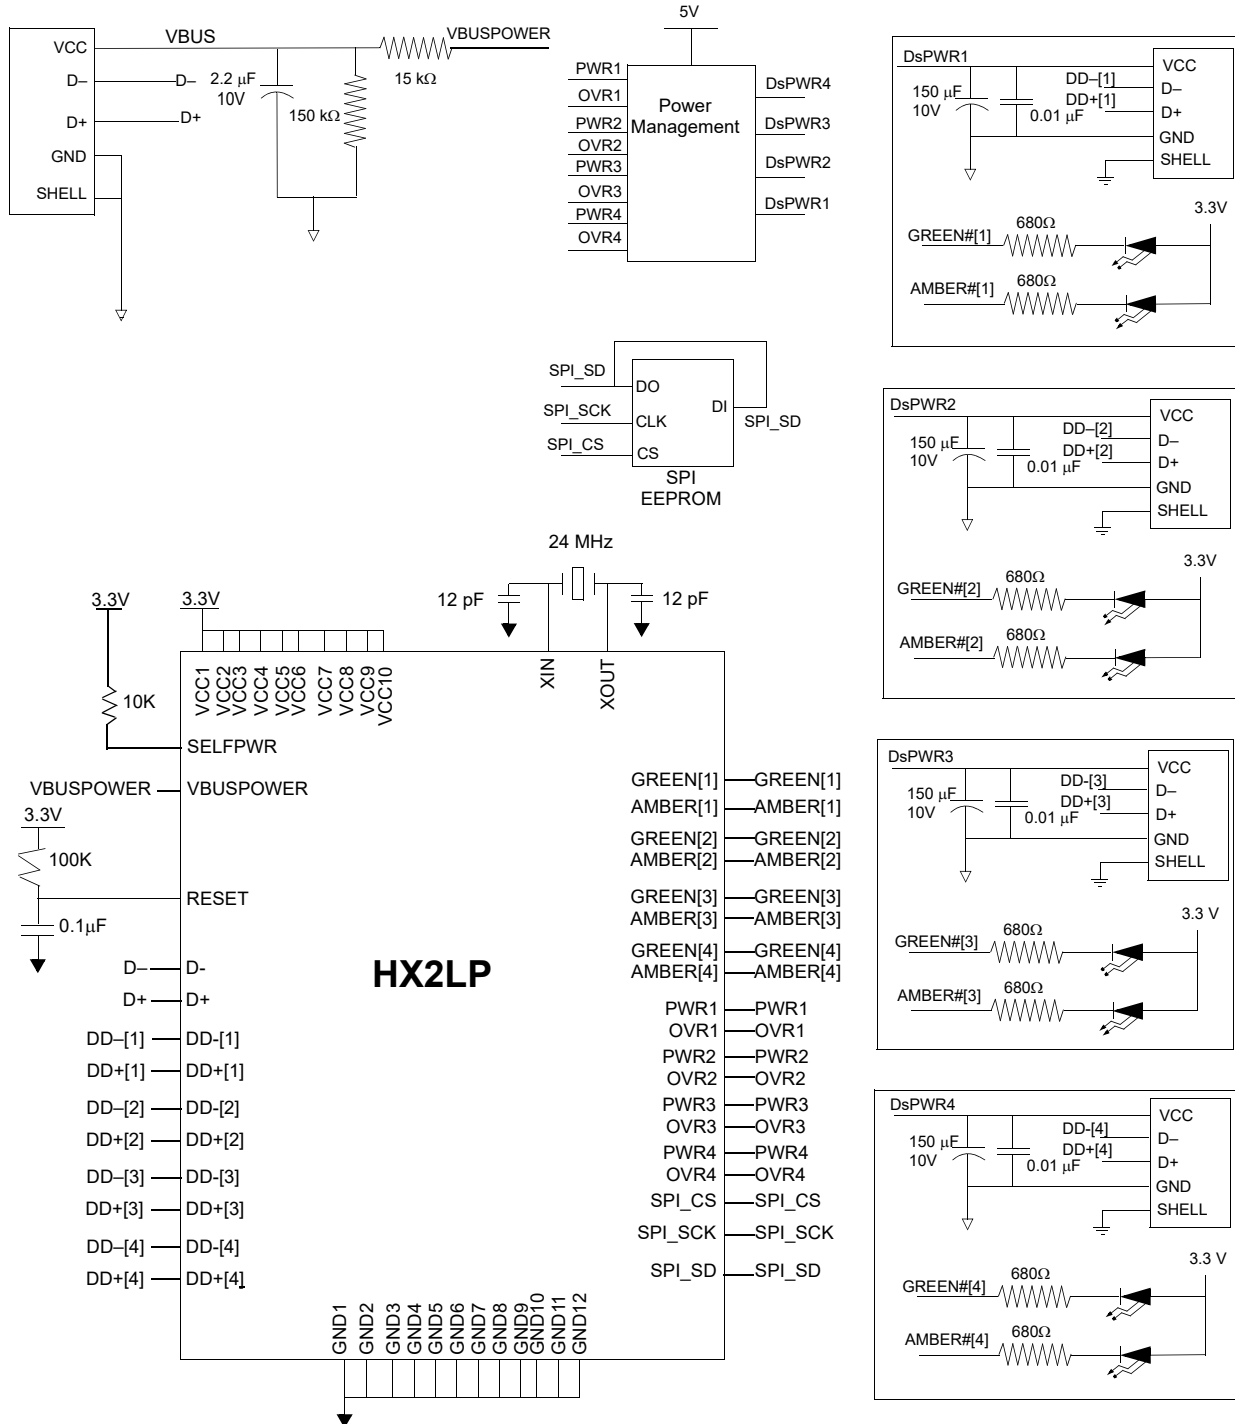 VCC
VBUS
VBUSPOWER
D–
D–
2.2 µF
10V
15 kΩ
150 kΩ
D+
D+
GND
SHELL
5V
PWR1
OVR1
PWR2
OVR2
PWR3
OVR3
PWR4
OVR4
Power
Management
DsPWR4
DsPWR3
DsPWR2
DsPWR1
SPI_SD
SPI_SCK
SPI_CS
DO
CLK
CS
DI
SPI_SD
SPI
EEPROM
DsPWR1
150 µF
10V
0.01 µF
DD–[1]
DD+[1]
VCC
D–
D+
GND
SHELL
3.3V
GREEN#[1]
680Ω
AMBER#[1]
680Ω
DsPWR2
150 µF
10V
0.01 µF
DD–[2]
DD+[2]
VCC
D–
D+
GND
SHELL
3.3V
GREEN#[2]
680Ω
AMBER#[2]
680Ω
DsPWR3
150 µF
10V
0.01 µF
DD-[3]
DD+[3]
VCC
D–
D+
GND
SHELL
3.3 V
GREEN#[3]
680Ω
AMBER#[3]
680Ω
DsPWR4
150 µF
10V
0.01 µF
DD-[4]
DD+[4]
VCC
D–
D+
GND
SHELL
3.3 V
GREEN#[4]
680Ω
AMBER#[4]
680Ω
24 MHz
12 pF
12 pF
3.3V
3.3V
VCC1
VCC2
VCC3
VCC4
VCC5
VCC6
VCC7
VCC8
VCC9
VCC10
XIN
XOUT
10K
SELFPWR
VBUSPOWER
VBUSPOWER
3.3V
100K
RESET
0.1µF
HX2LP
D–
D-
D+
D+
DD–[1]
DD-[1]
DD+[1]
DD+[1]
DD–[2]
DD-[2]
DD+[2]
DD+[2]
DD–[3]
DD-[3]
DD+[3]
DD+[3]
DD–[4]
DD-[4]
DD+[4]
DD+[4]
GREEN[1]
GREEN[1]
AMBER[1]
AMBER[1]
GREEN[2]
GREEN[2]
AMBER[2]
AMBER[2]
GREEN[3]
GREEN[3]
AMBER[3]
AMBER[3]
GREEN[4]
GREEN[4]
AMBER[4]
AMBER[4]
PWR1
PWR1
OVR1
OVR1
PWR2
PWR2
OVR2
OVR2
PWR3
PWR3
OVR3
OVR3
PWR4
PWR4
OVR4
OVR4
SPI_CS
SPI_CS
SPI_SCK
SPI_SCK
SPI_SD
SPI_SD
GND1
GND2
GND3
GND4
GND5
GND6
GND7
GND8
GND9
GND10
GND11
GND12